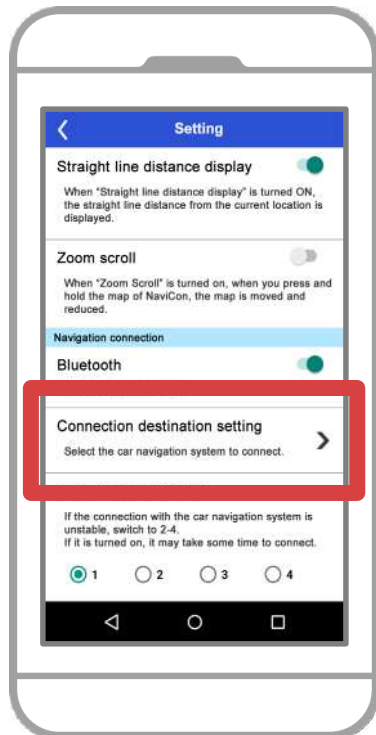 Setting
Straight line distance display
When "Straight line distance display" is turned ON,
the straight line distance from the current location is
displayed.
Zoom scroll
When "Zoom Scroll" is turned on, when you press and
hold the map of NaviCon, the map is moved and
reduced.
Navigation connection
Bluetooth
Connection destination setting
Select the car navigation system to connect.
If the connection with the car navigation system is
unstable, switch to 2-4.
If it is turned on, it may take some time to connect.
1 2 3 4